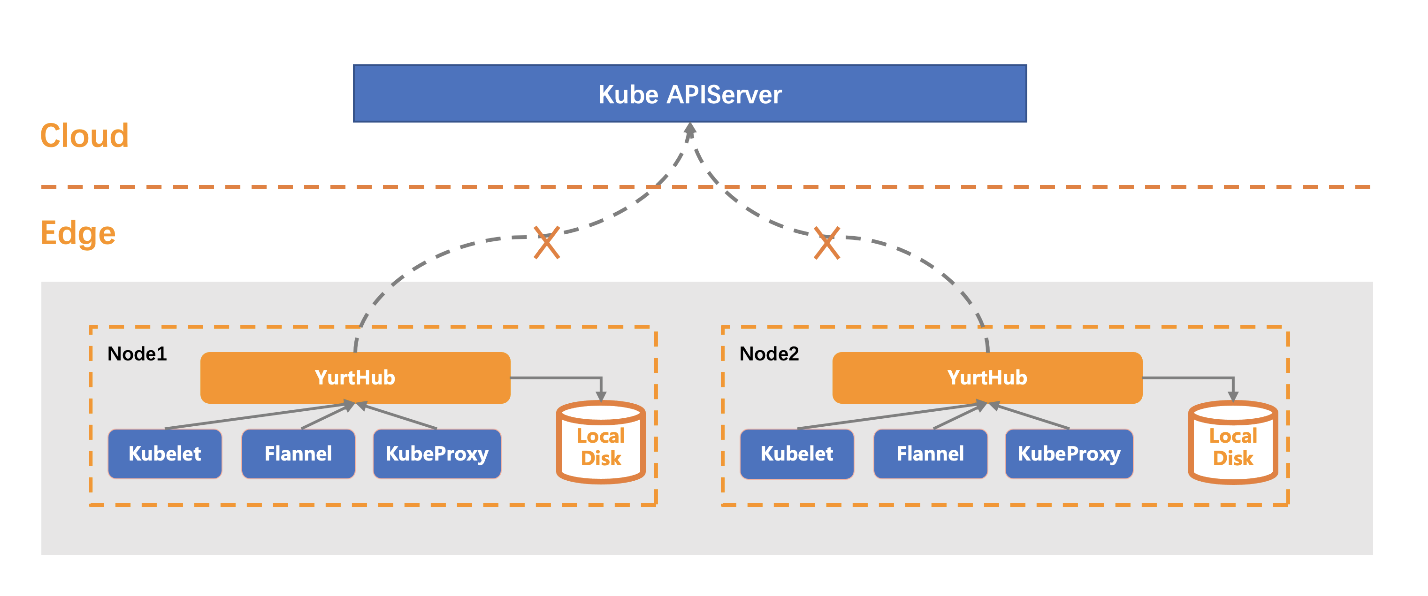 Kube APIServer
Cloud
Edge
Node1
YurtHub
Kubelet
Flannel
KubeProxy
Local
Disk
Node2
YurtHub
Kubelet
Flannel
KubeProxy
Local
Disk